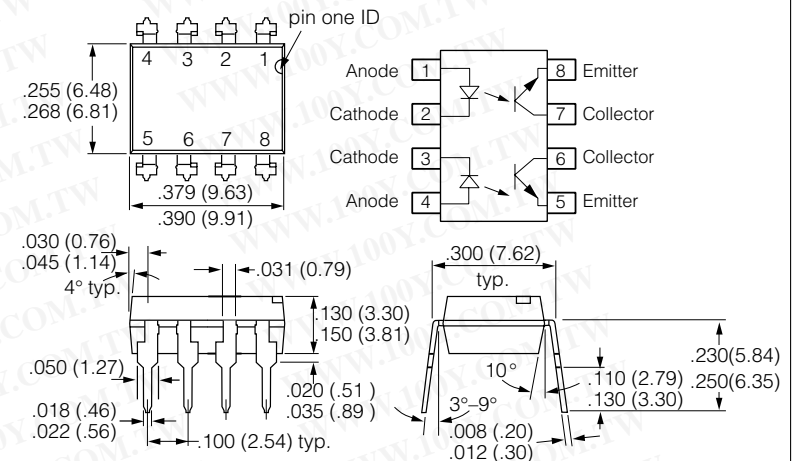 pin one ID
4 3 2 1
.255 (6.48)
.268 (6.81)
5 6 7 8
.379 (9.63)
.390 (9.91)
Anode 1 8 Emitter
Cathode 2 7 Collector
Cathode 3 6 Collector
Anode 4 5 Emitter
.030 (0.76)
.045 (1.14)
4° typ.
.031 (0.79)
.130 (3.30)
.150 (3.81)
.050 (1.27)
.020 (.51 )
.035 (.89 )
.018 (.46)
.022 (.56)
.100 (2.54) typ.
.300 (7.62)
typ.
10°
3°–9°
.008 (.20)
.012 (.30)
.110 (2.79)
.130 (3.30)
.230(5.84)
.250(6.35)
WWW.100Y.COM.TW